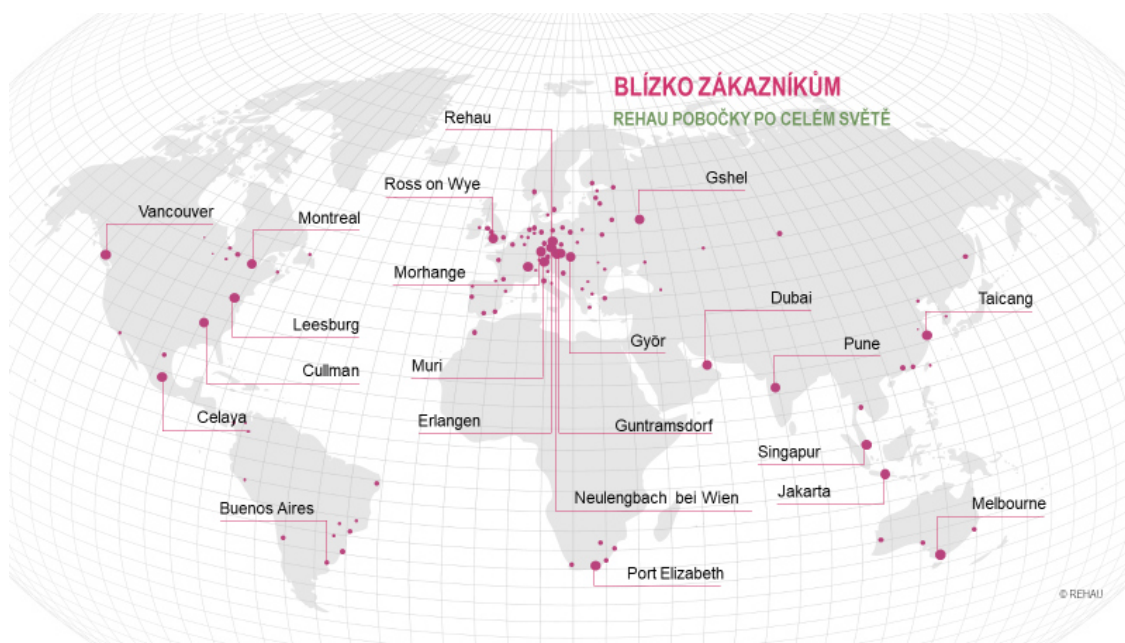 BLÍZKO ZÁKAZNÍKŮM
REHAU POBOČKY PO CELÉM SVĚTĚ
Rehau
Ross on Wye
Gshel
Vancouver
Montreal
Morhange
Dubai
Taicang
Leesburg
Györ
Pune
Cullman
Muri
Celaya
Erlangen
Guntramsdorf
Singapur
Jakarta
Neulengbach bei Wien
Buenos Aires
Melbourne
Port Elizabeth
© REHAU